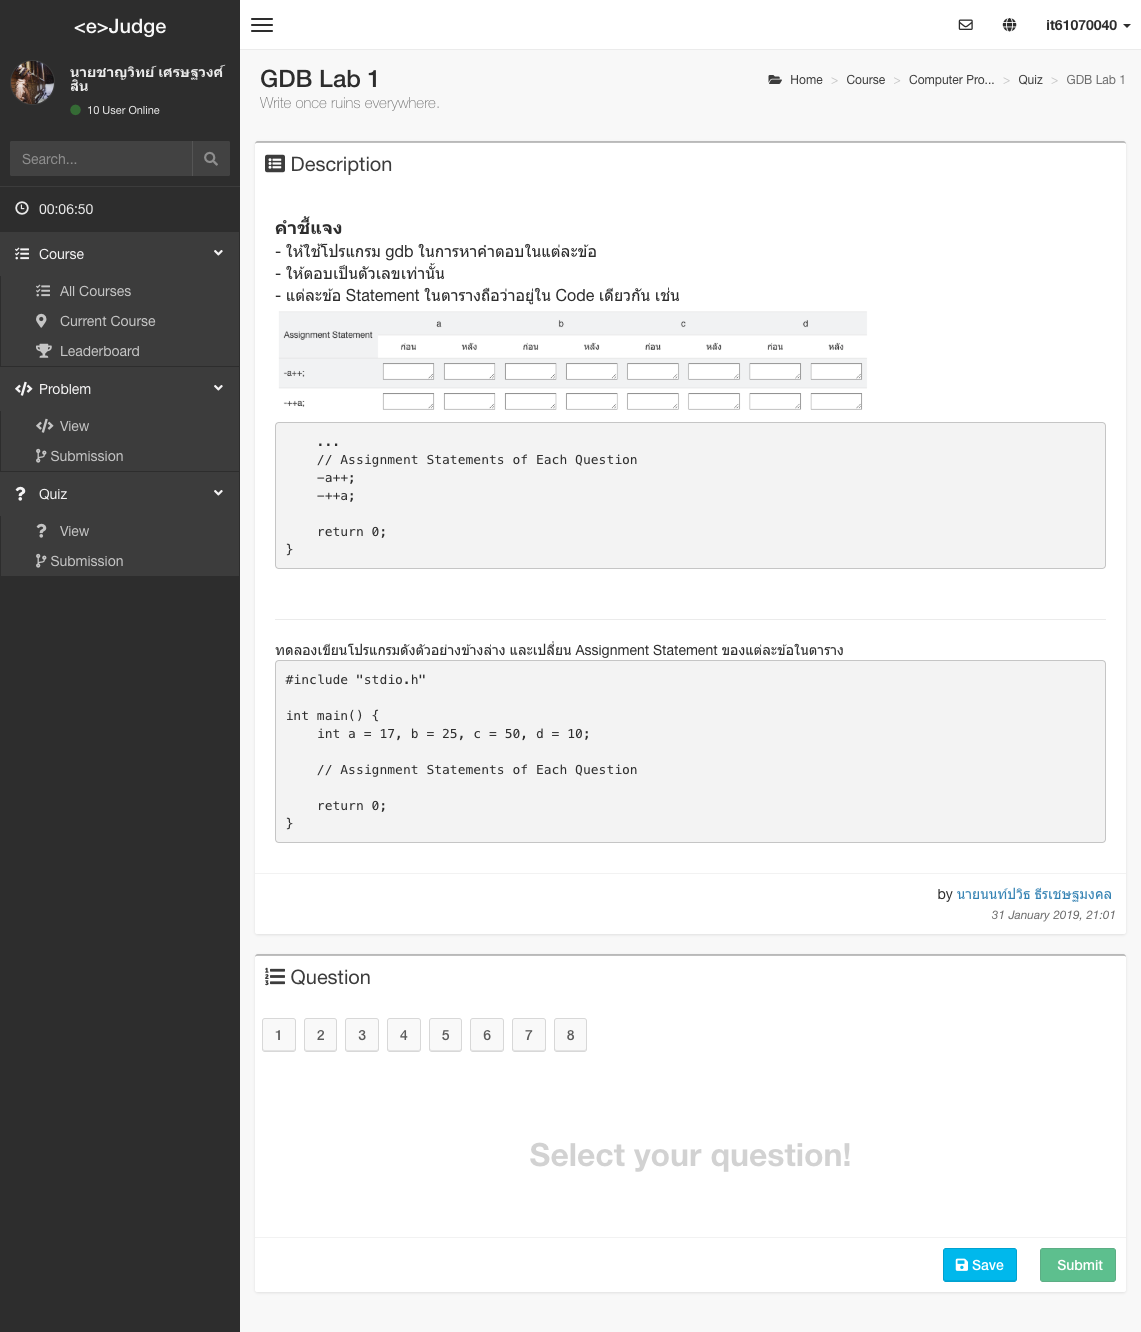 <e>Judge
นายชาญวิทย์ เศรษฐวงศ์
สิน
10 User Online
Search...
00:06:50
Course
All Courses
Current Course
Leaderboard
Problem
View
Submission
Quiz
View
Submission
it61070040
GDB Lab 1
Write once ruins everywhere.
Home > Course > Computer Pro... > Quiz > GDB Lab 1
Description
คำชี้แจง
- ให้ใช้โปรแกรม gdb ในการหาคำตอบในแต่ละข้อ
- ให้ตอบเป็นตัวเลขเท่านั้น
- แต่ละข้อ Statement ในตารางถือว่าอยู่ใน Code เดียวกัน เช่น
Assignment Statement a b c d
ก่อน หลัง ก่อน หลัง ก่อน หลัง ก่อน หลัง
-a++;
-++a;
...
// Assignment Statements of Each Question
-a++;
-++a;
return 0;
}
ทดลองเขียนโปรแกรมดังตัวอย่างข้างล่าง และเปลี่ยน Assignment Statement ของแต่ละข้อในตาราง
#include "stdio.h"
int main() {
int a = 17, b = 25, c = 50, d = 10;
// Assignment Statements of Each Question
return 0;
}
by นายนนท์ปวิธ ธีรเชษฐมงคล
31 January 2019, 21:01
Question
1 2 3 4 5 6 7 8
Select your question!
Save
Submit